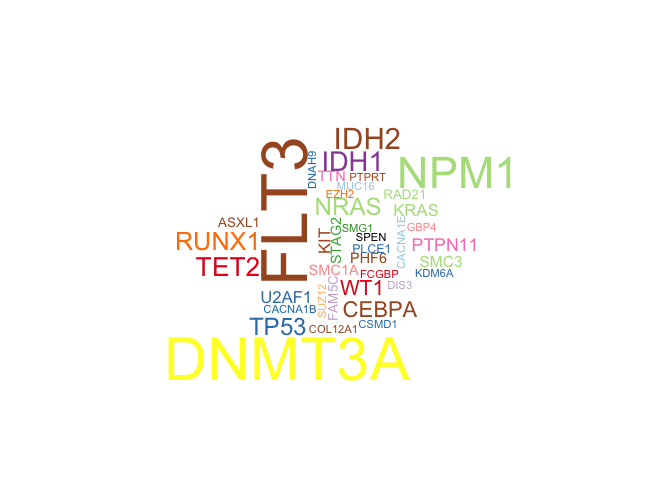 IDH2
FLT3
DNAH9
IDH1
NPM1
TTN
PTPRT
MUC16
EZH2
RAD21
NRAS
KRAS
ASXL1
RUNX1
KIT
STAG2
SMG1
SPEN
CACNA1E
GBP4
PTPN11
PLCE1
PHF6
TET2
SMC1A
FCGBP
SMC3
KDM6A
U2AF1
CACNA1B
SUZ12
FAM5C
WT1
DIS3
CEBPA
TP53
COL12A1
CSMD1
DNMT3A